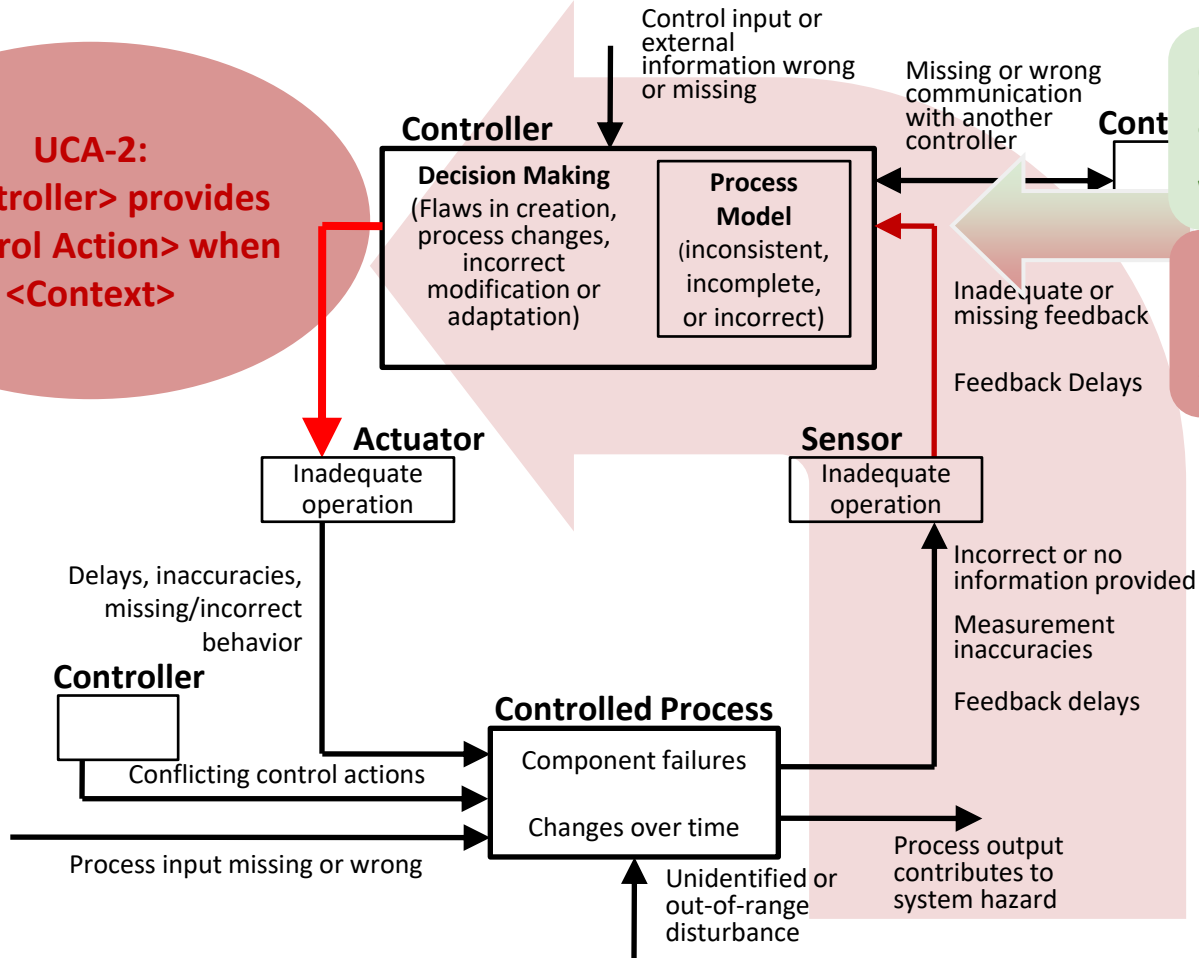 Control input or
external
information wrong
or missing
Missing or wrong
communication
with another
controller
Cont
UCA-2:
troller> provides
rol Action> when
<Context>
Controller
Decision Making
(Flaws in creation,
process changes,
incorrect
modification or
adaptation)
Process
Model
(inconsistent,
incomplete,
or incorrect)
Inadequate or
missing feedback
Feedback Delays
Actuator
Inadequate
operation
Sensor
Inadequate
operation
Delays, inaccuracies,
missing/incorrect
behavior
Incorrect or no
information provided
Measurement
inaccuracies
Feedback delays
Controller
Conflicting control actions
Process input missing or wrong
Controlled Process
Component failures
Changes over time
Unidentified or
out-of-range
disturbance
Process output
contributes to
system hazard